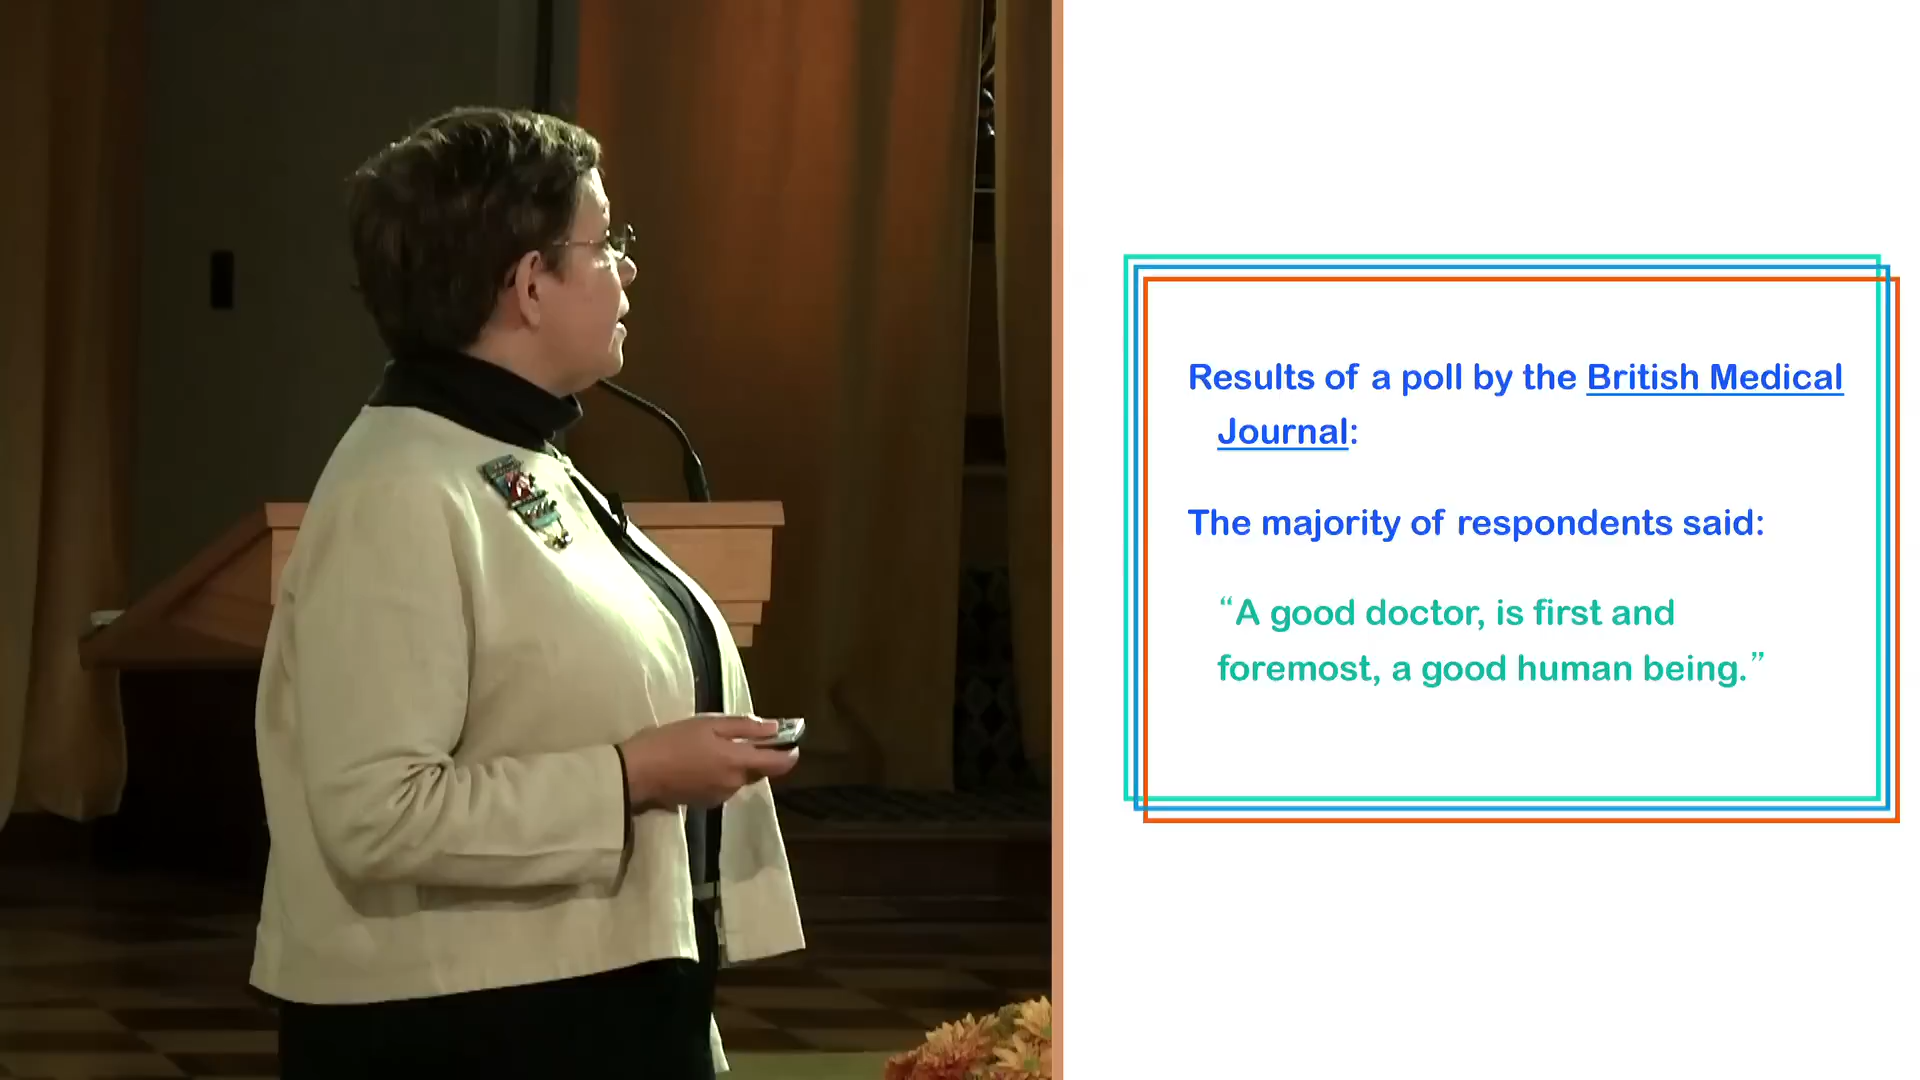 Results of a poll by the British Medical
Journal:
The majority of respondents said:
“A good doctor, is first and
foremost, a good human being.”